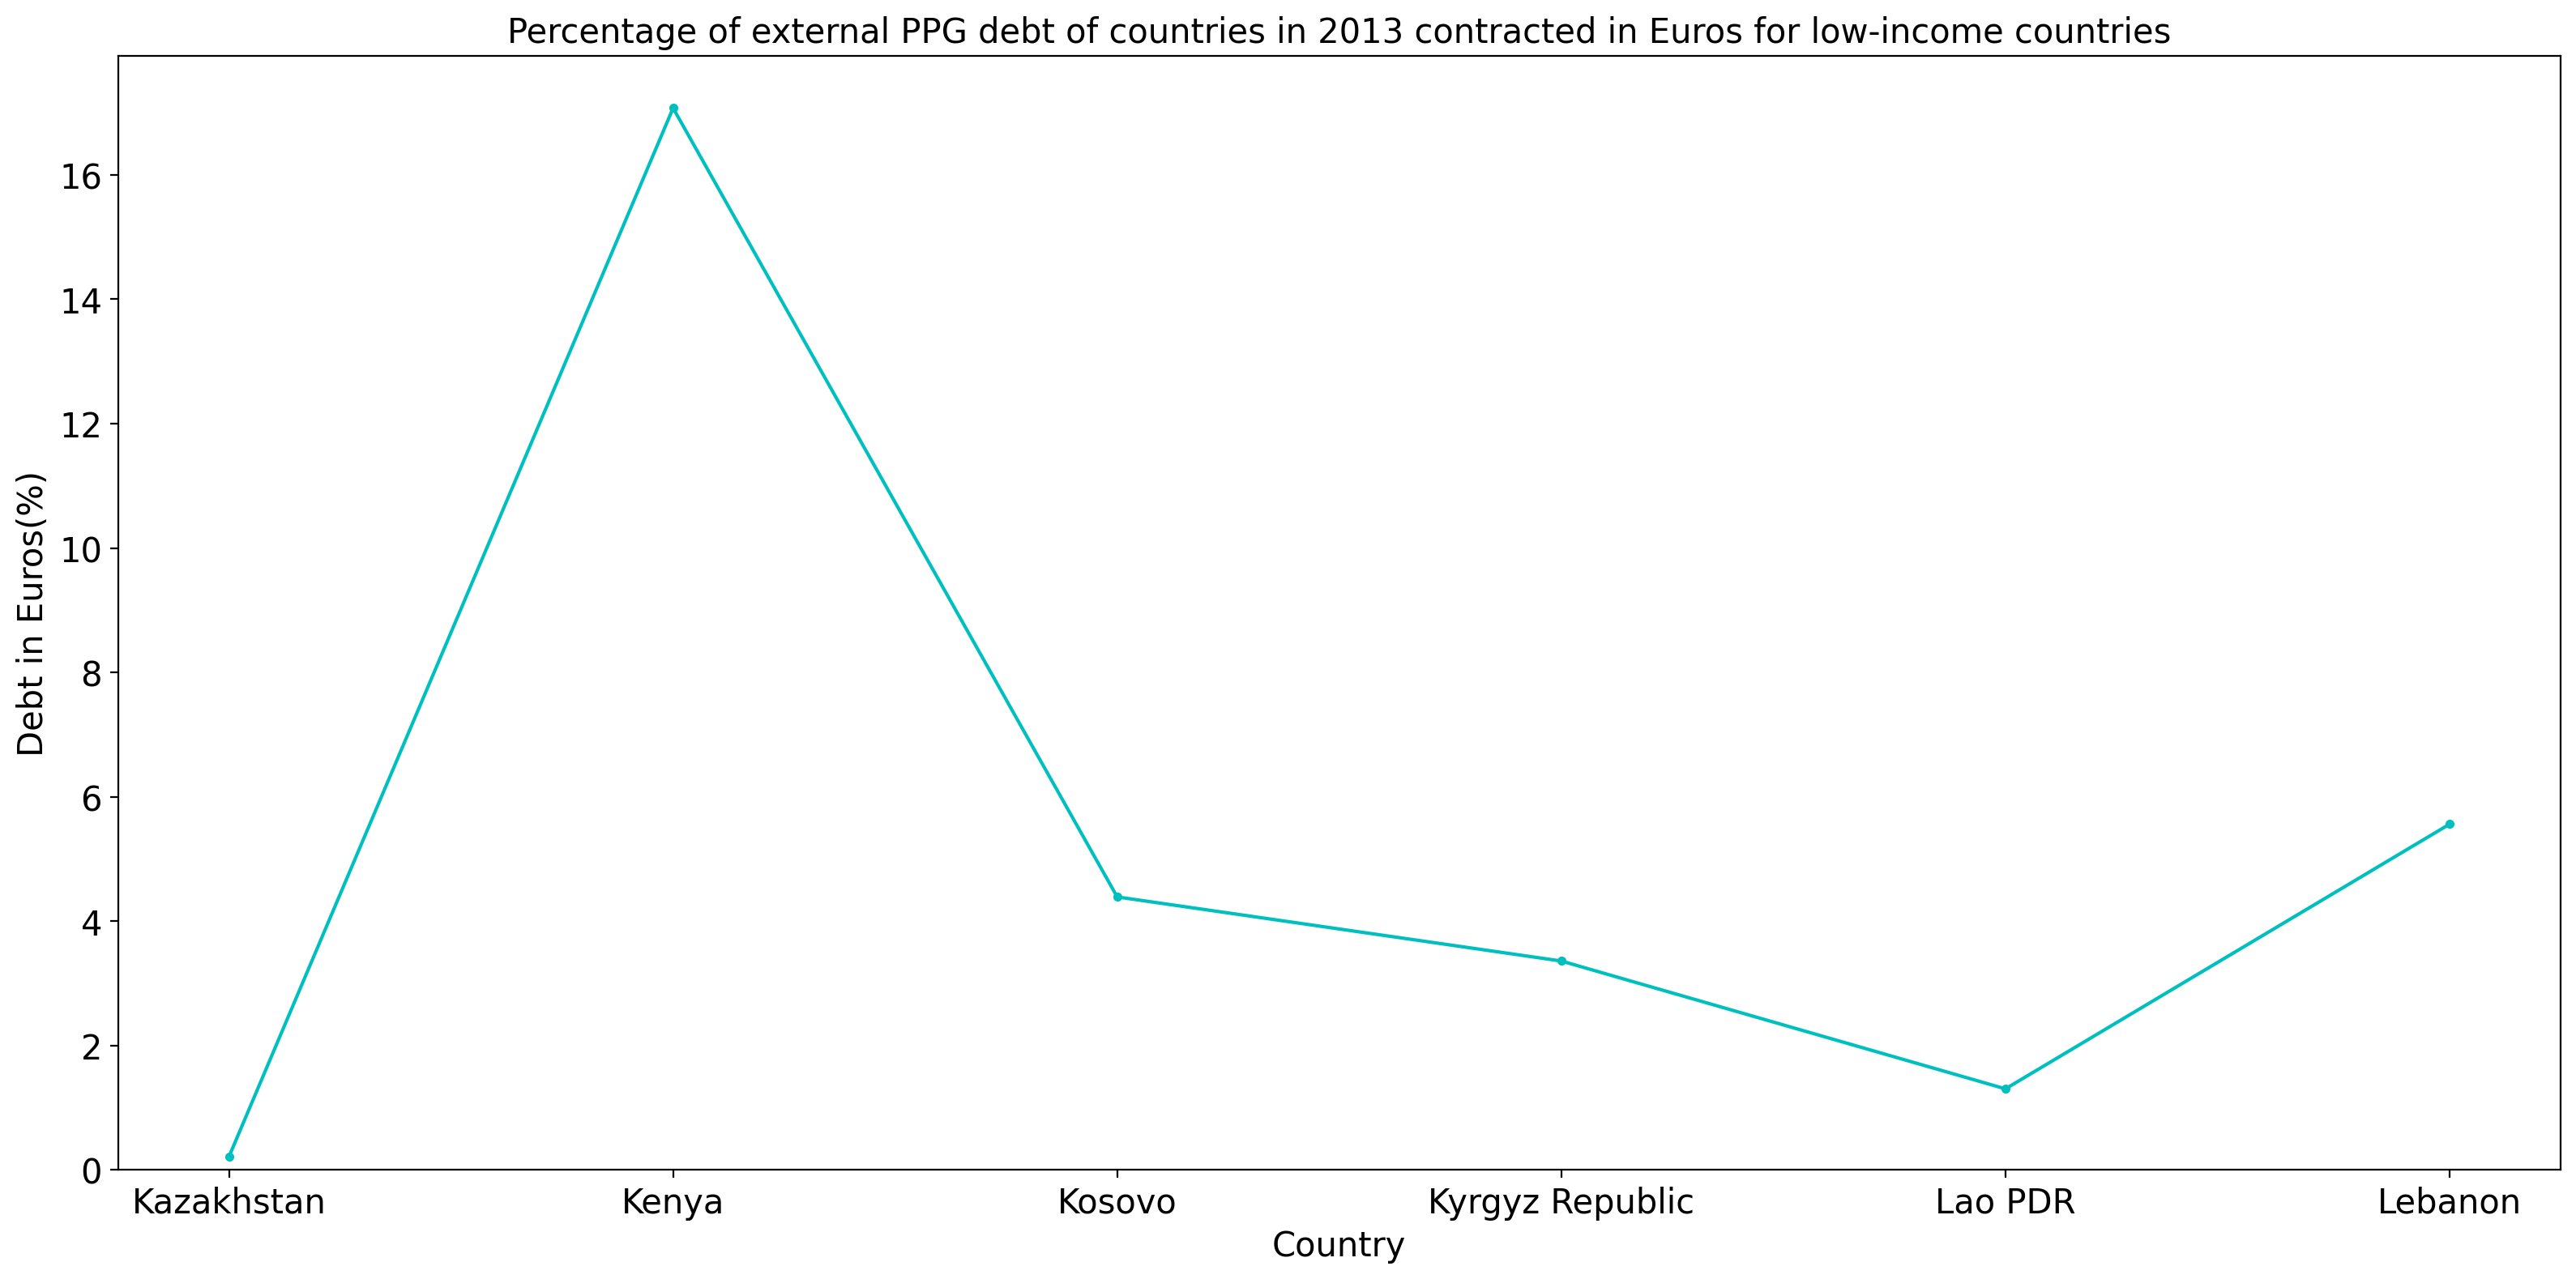 Percentage of external PPG debt of countries in 2013 contracted in Euros for low-income countries
Debt in Euros(%)
16
14
12
10
8
6
4
2
0
Kazakhstan Kenya Kosovo Kyrgyz Republic Lao PDR Lebanon
Country